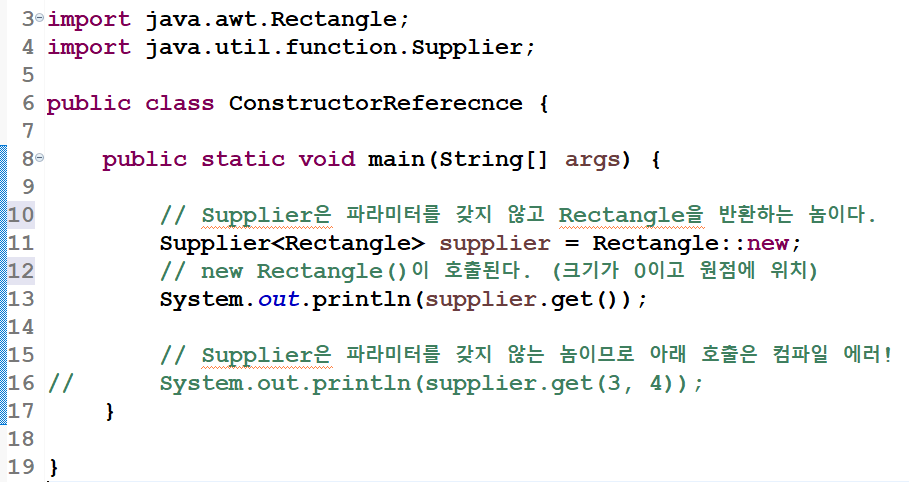 3 import java.awt.Rectangle;
4 import java.util.function.Supplier;
5
6 public class ConstructorReferecnce {
7
8     public static void main(String[] args) {
9
10         // Supplier은 파라미터를 갖지 않고 Rectangle을 반환하는 놈이다.
11         Supplier<Rectangle> supplier = Rectangle::new;
12         // new Rectangle()이 호출된다. (크기가 0이고 원점에 위치)
13         System.out.println(supplier.get());
14
15         // Supplier은 파라미터를 갖지 않는 놈이므로 아래 호출은 컴파일 에러!
16 //      System.out.println(supplier.get(3, 4));
17     }
18
19 }